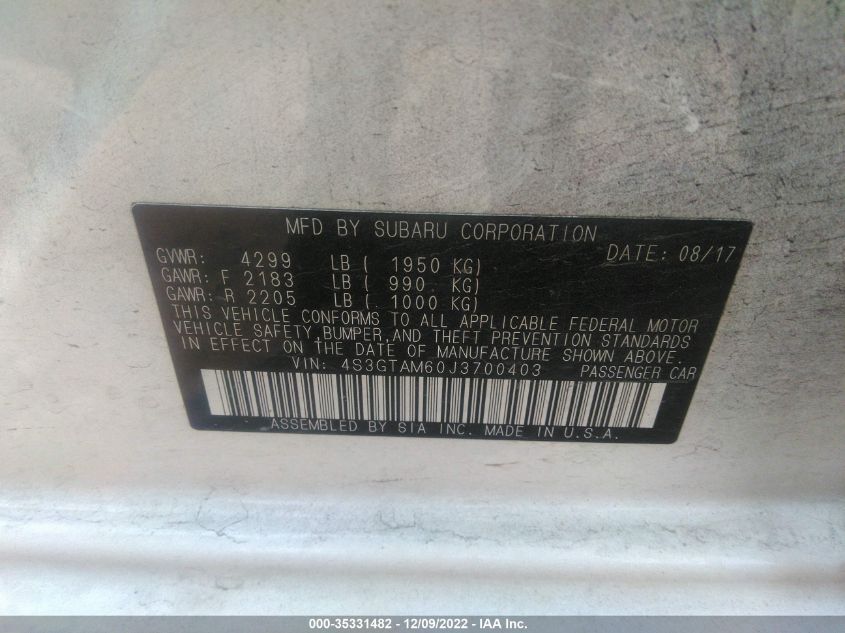 MFD BY SUBARU CORPORATION
DATE: 08/17
GVWR: 4299 LB ( 1950 KG)
GAWR: F 2183 LB ( 990 KG)
GAWR: R 2205 LB ( 1000 KG)
THIS VEHICLE CONFORMS TO ALL APPLICABLE FEDERAL MOTOR
VEHICLE SAFETY, BUMPER, AND THEFT PREVENTION STANDARDS
IN EFFECT ON THE DATE OF MANUFACTURE SHOWN ABOVE.
VIN: 4S3GTAM60J3700403 PASSENGER CAR
ASSEMBLED BY SIA INC. MADE IN U.S.A.
000-35331482 - 12/09/2022 - IAA Inc.